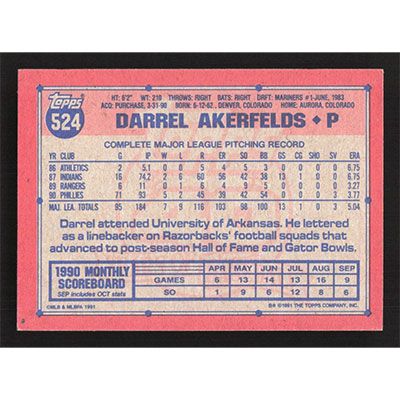 TOPPS
524
HT: 6'2" WT: 210 THROWS: RIGHT BATS: RIGHT DRFT: MARINERS #1-JUNE, 1983
ACQ: PURCHASE, 3-31-90 BORN: 6-12-62, DENVER, COLORADO HOME: AURORA, COLORADO
DARREL AKERFELDS ♦ P
COMPLETE MAJOR LEAGUE PITCHING RECORD
YR CLUB G IP W L R ER SO BB GS CG SHO SV ERA
86 ATHLETICS 2 5.1 0 0 5 4 5 3 0 0 0 0 6.75
87 INDIANS 16 74.2 2 6 60 56 42 38 13 1 0 0 6.75
89 RANGERS 6 11 0 1 6 4 9 5 0 0 0 0
90 PHILLIES 71 93 5 2 45 39 42 54 0 0 0 3 3.77
MAJ. LEA. TOTALS 95 184 7 9 116 103 98 100 13 1 0 3 5.04
Darrel attended University of Arkansas. He lettered
as a linebacker on Razorbacks' football squads that
advanced to post-season Hall of Fame and Gator Bowls.
1990 MONTHLY
SCOREBOARD
SEP includes OCT stats
APR MAY JUN JUL AUG SEP
GAMES 6 13 14 13 16 9
SO 1 9 6 12 8 6
©MLB & MLBPA 1991
B# ©1991 THE TOPPS COMPANY, INC.